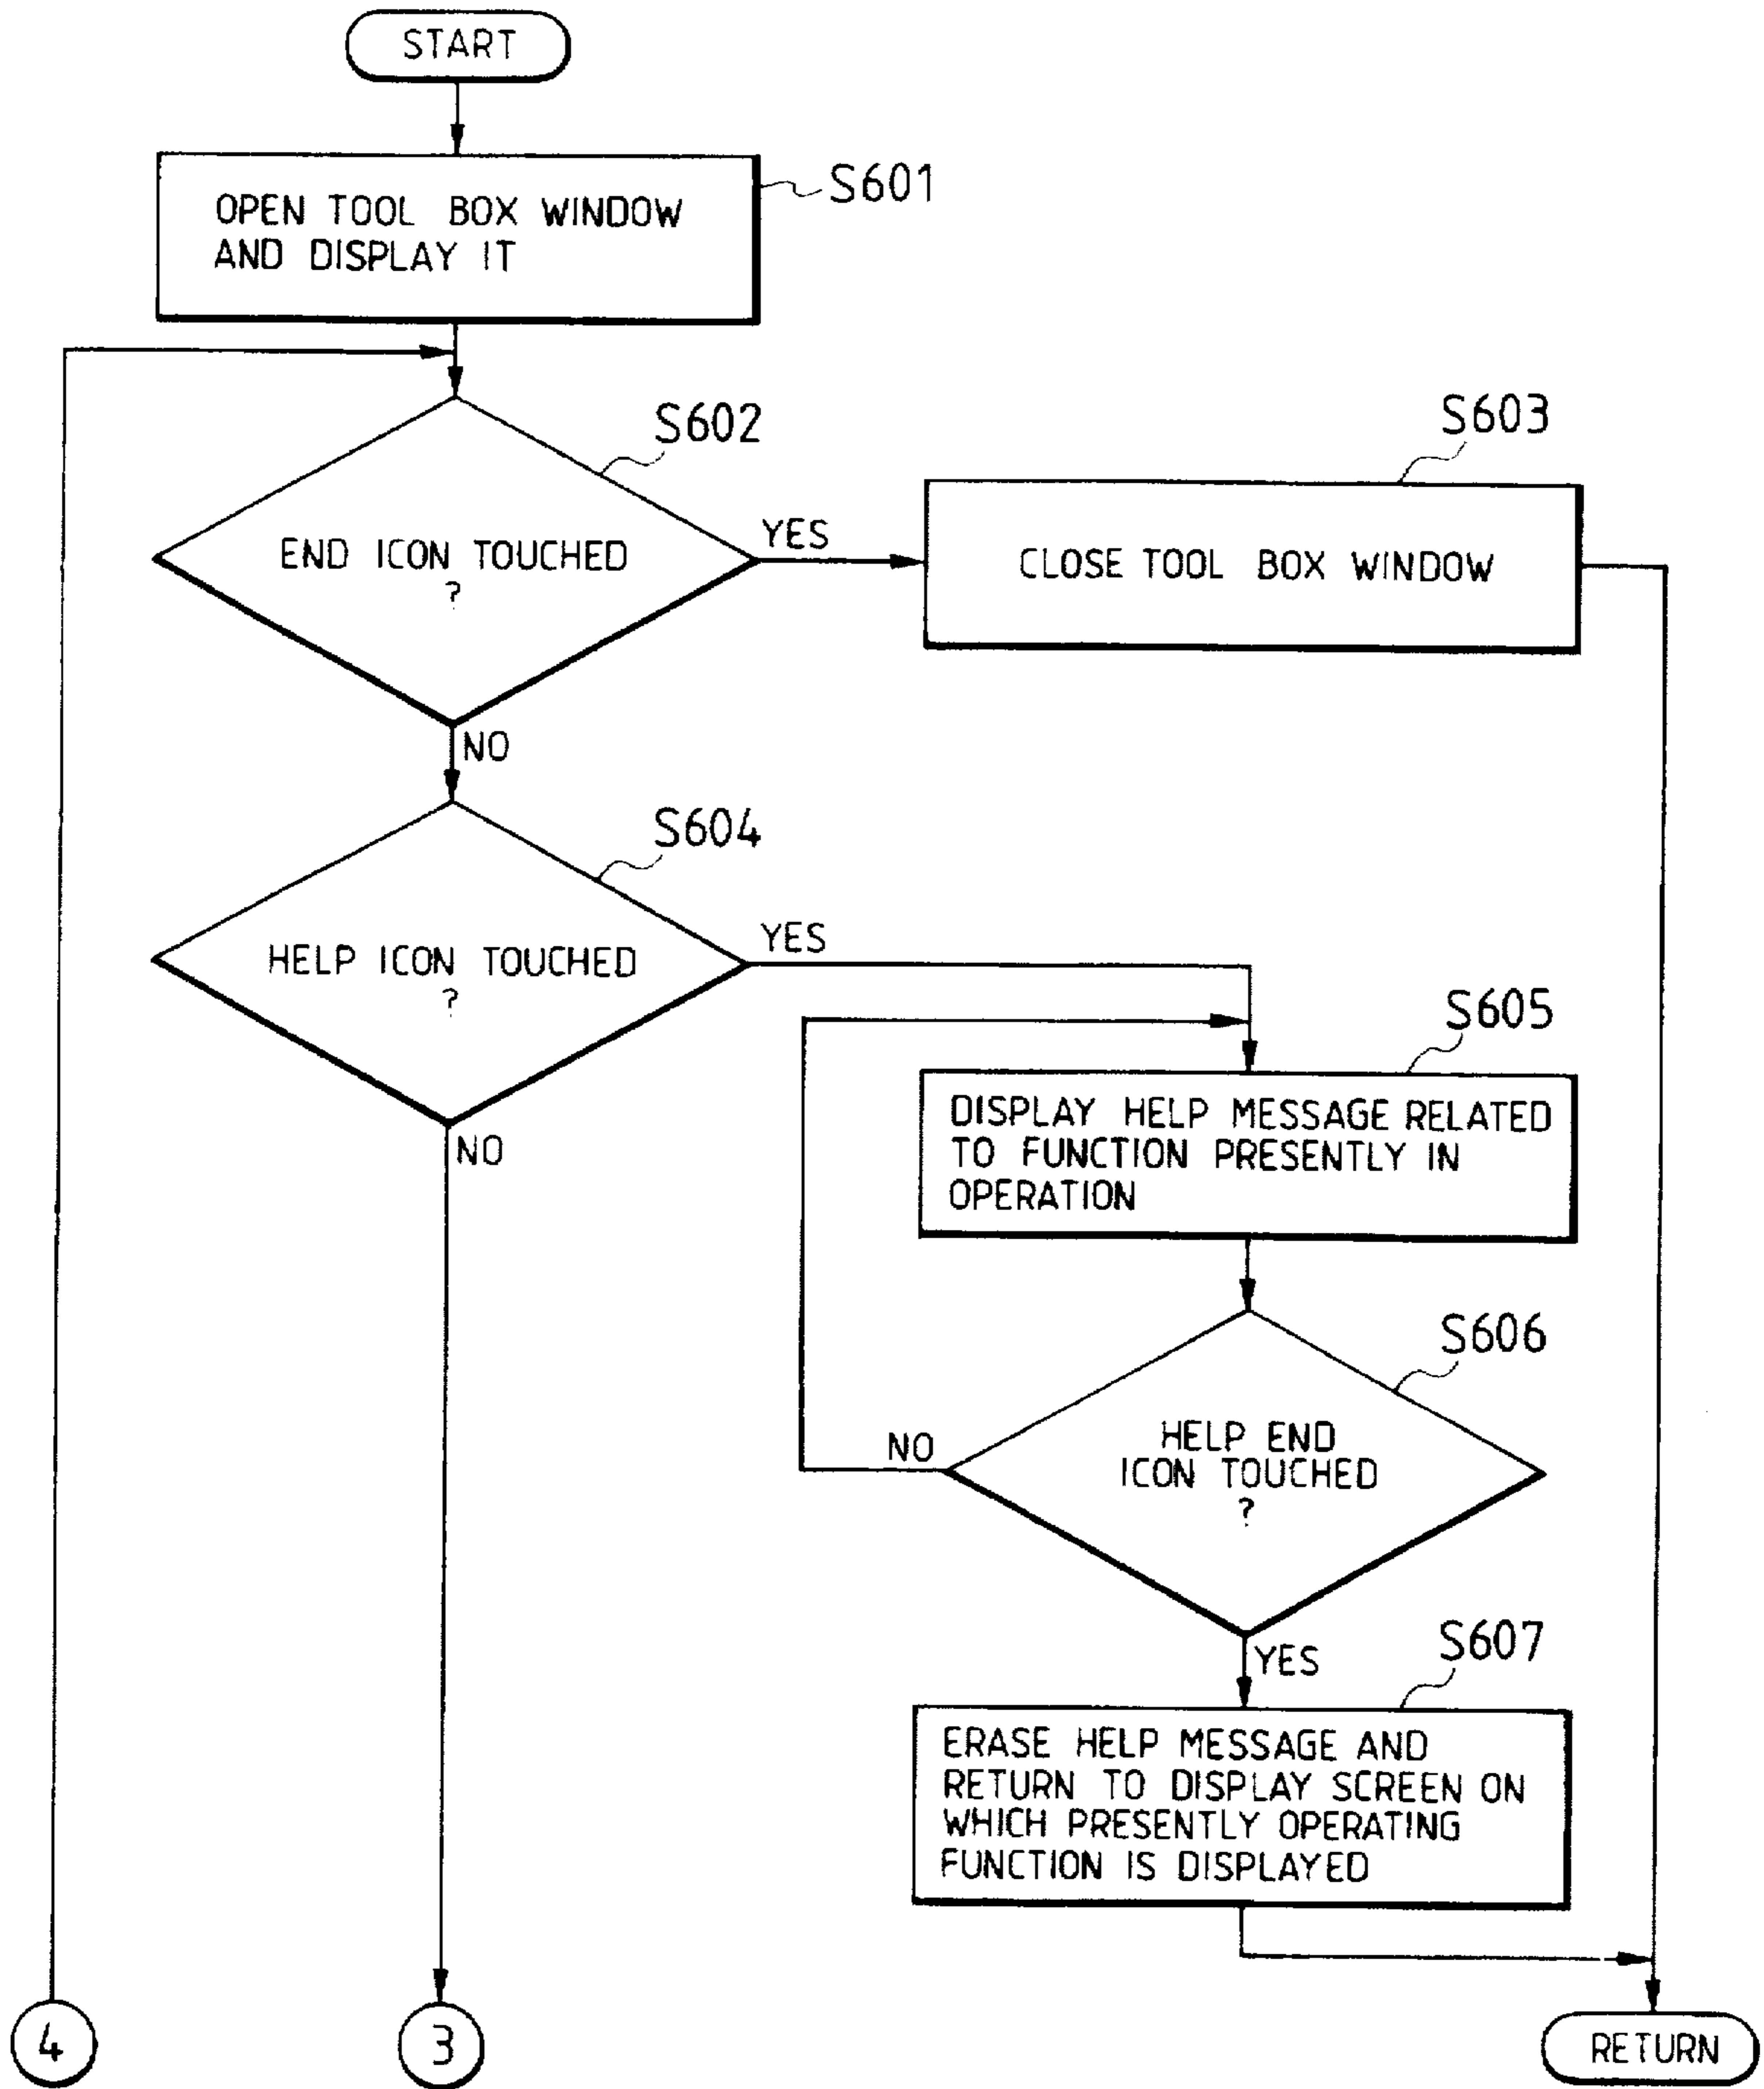 START
OPEN TOOL BOX WINDOW
AND DISPLAY IT
S601
S602
END ICON TOUCHED
?
YES
NO
S603
CLOSE TOOL BOX WINDOW
S604
HELP ICON TOUCHED
?
YES
NO
S605
DISPLAY HELP MESSAGE RELATED
TO FUNCTION PRESENTLY IN
OPERATION
S606
HELP END
ICON TOUCHED
?
NO
YES
S607
ERASE HELP MESSAGE AND
RETURN TO DISPLAY SCREEN ON
WHICH PRESENTLY OPERATING
FUNCTION IS DISPLAYED
4
3
RETURN